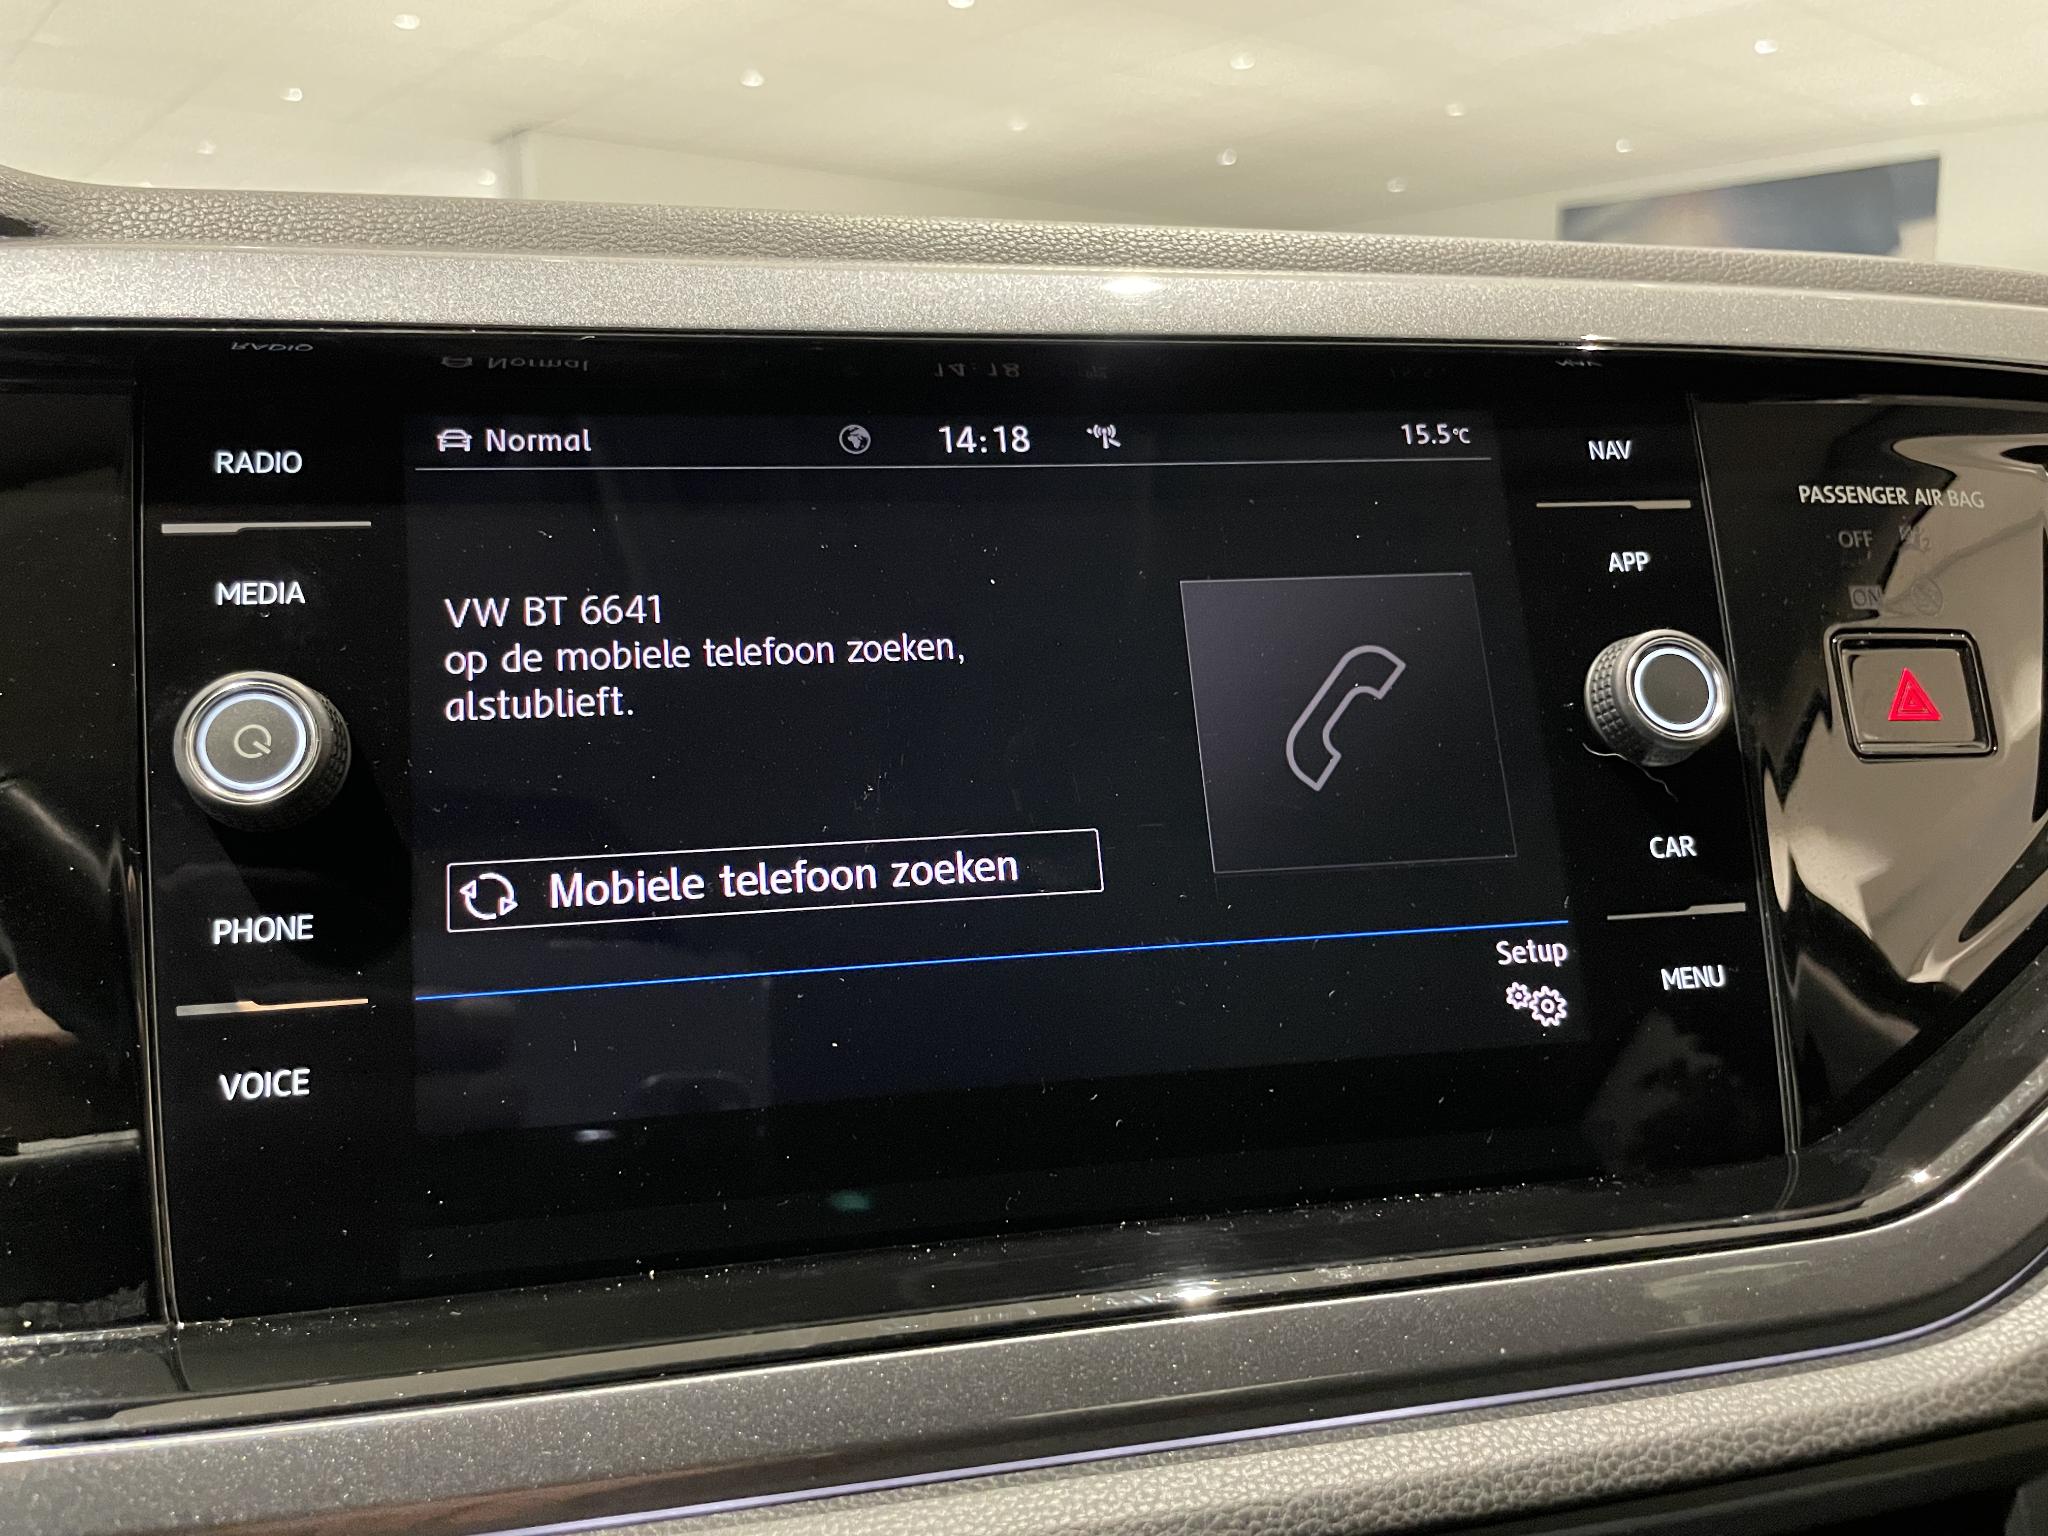 Normal 14:18 15.5°C
RADIO
MEDIA
PHONE
VOICE
VW BT 6641
op de mobiele telefoon zoeken,
alstublieft.
Mobiele telefoon zoeken
Setup
NAV
APP
CAR
MENU
PASSENGER AIR BAG
OFF
ON